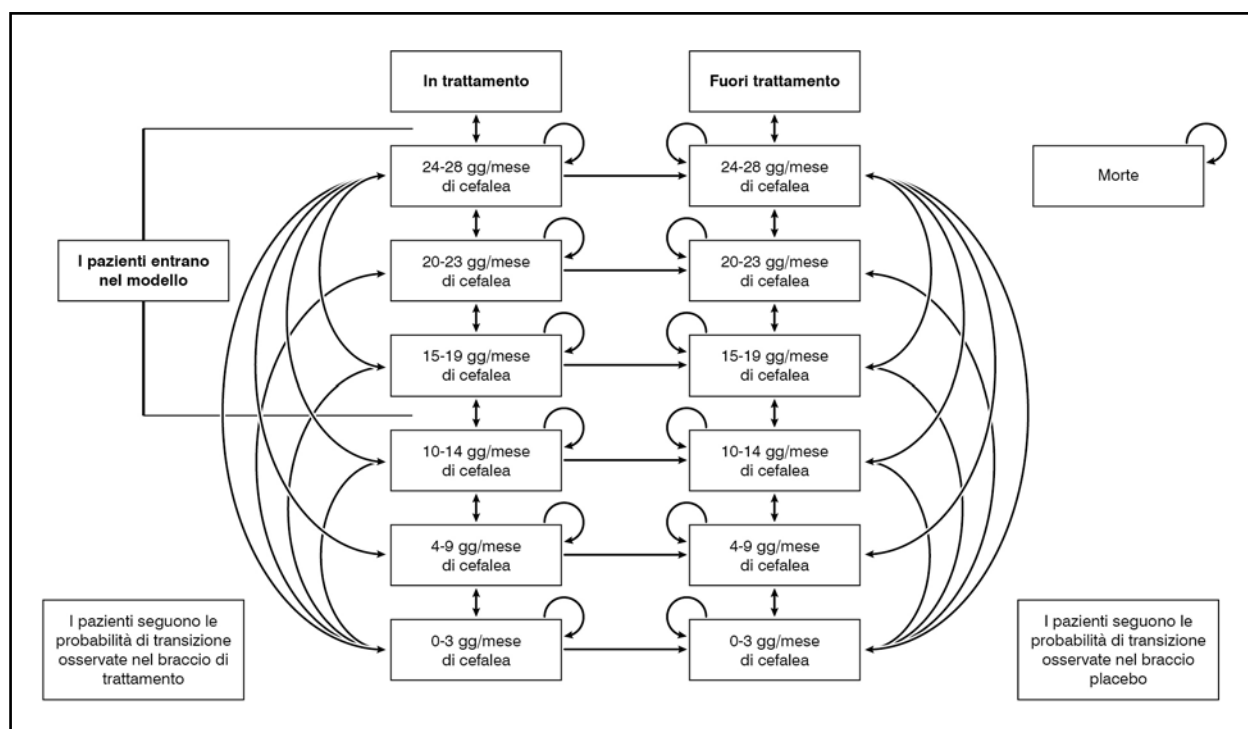 In trattamento
Fuori trattamento
24-28 gg/mese
di cefalea
24-28 gg/mese
di cefalea
Morte
I pazienti entrano
nel modello
20-23 gg/mese
di cefalea
20-23 gg/mese
di cefalea
15-19 gg/mese
di cefalea
15-19 gg/mese
di cefalea
10-14 gg/mese
di cefalea
10-14 gg/mese
di cefalea
4-9 gg/mese
di cefalea
4-9 gg/mese
di cefalea
I pazienti seguono le
probabilità di transizione
osservate nel braccio di
trattamento
0-3 gg/mese
di cefalea
0-3 gg/mese
di cefalea
I pazienti seguono le
probabilità di transizione
osservate nel braccio
placebo